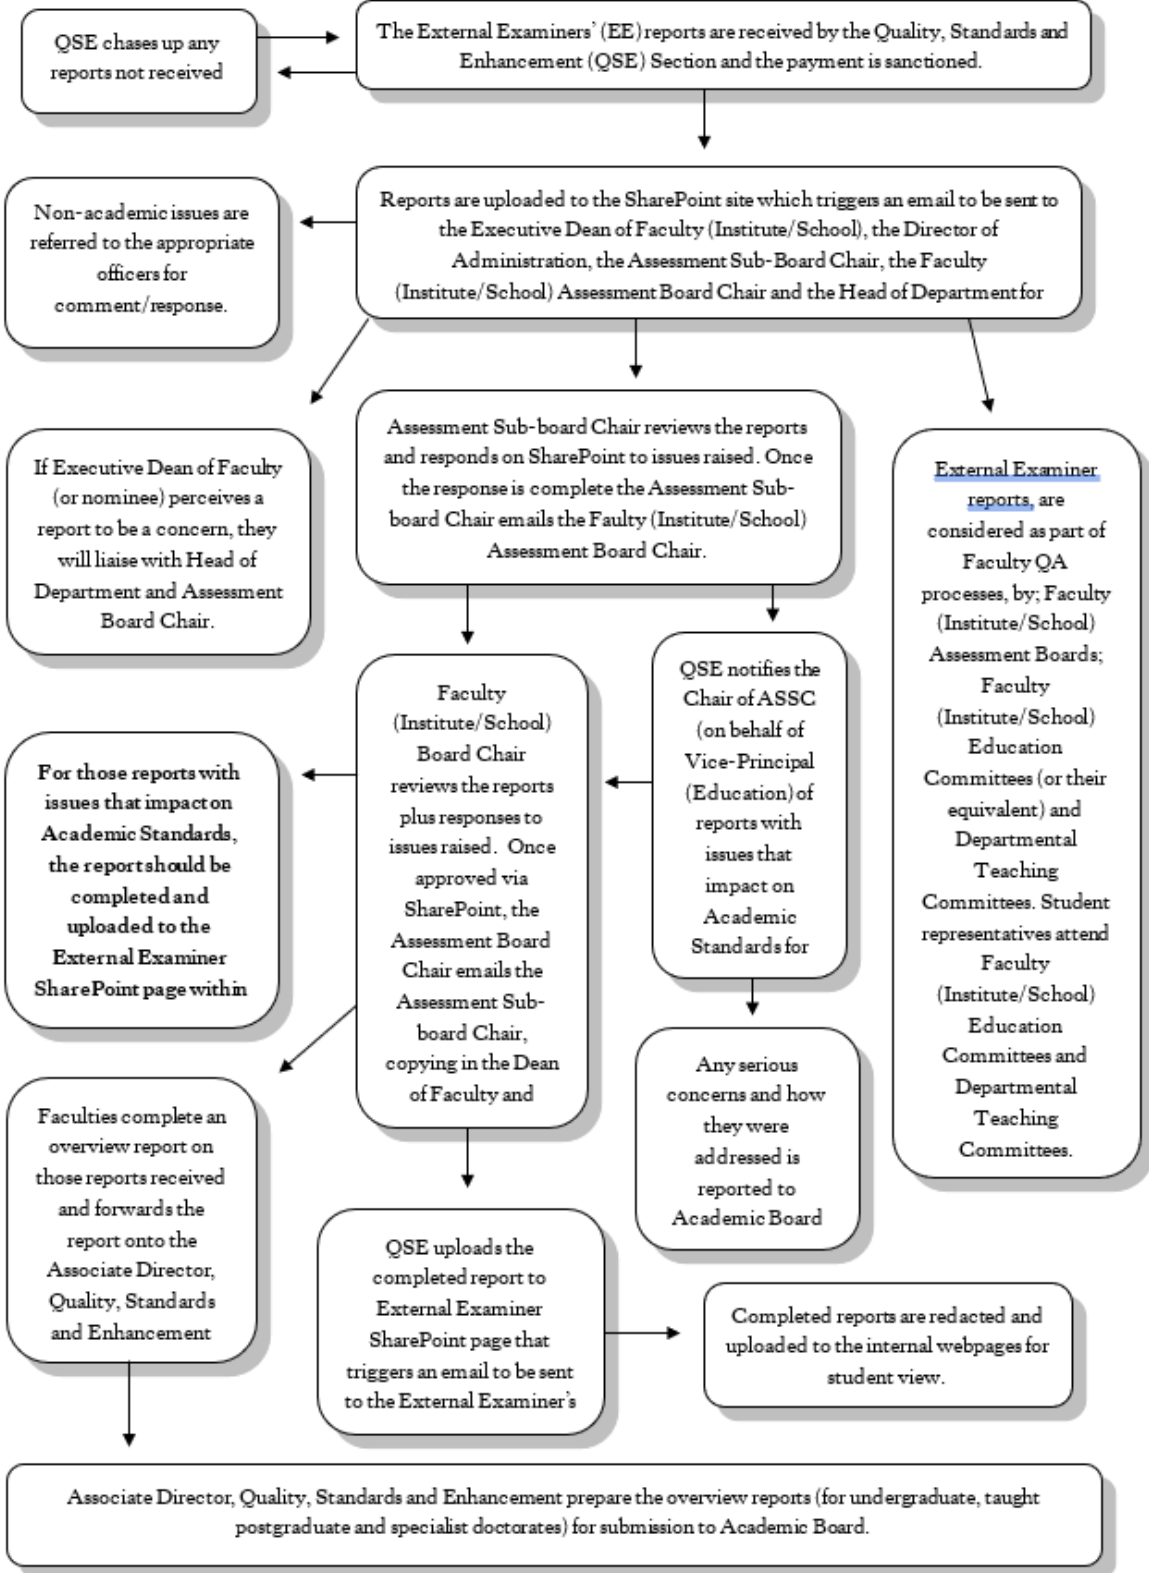 QSE chases up any
reports not received
The External Examiners' (EE) reports are received by the Quality, Standards and
Enhancement (QSE) Section and the payment is sanctioned.
Non-academic issues are
referred to the appropriate
officers for
comment/response.
Reports are uploaded to the SharePoint site which triggers an email to be sent to
the Executive Dean of Faculty (Institute/School), the Director of
Administration, the Assessment Sub-Board Chair, the Faculty
(Institute/School) Assessment Board Chair and the Head of Department for
If Executive Dean of Faculty
(or nominee) perceives a
report to be a concern, they
will liaise with Head of
Department and Assessment
Board Chair.
Assessment Sub-board Chair reviews the reports
and responds on SharePoint to issues raised. Once
the response is complete the Assessment Sub-
board Chair emails the Faulty (Institute/School)
Assessment Board Chair.
External Examiner
reports, are
considered as part of
Faculty QA
processes, by; Faculty
(Institute/School)
Assessment Boards;
Faculty
(Institute/School)
Education
Committees (or their
equivalent) and
Departmental
Teaching
Committees. Student
representatives attend
Faculty
(Institute/School)
Education
Committees and
Departmental
Teaching
Committees.
For those reports with
issues that impact on
Academic Standards,
the report should be
completed and
uploaded to the
External Examiner
SharePoint page within
Faculty
(Institute/School)
Board Chair
reviews the reports
plus responses to
issues raised. Once
approved via
SharePoint, the
Assessment Board
Chair emails the
Assessment Sub-
board Chair,
copying in the Dean
of Faculty and
QSE notifies the
Chair of ASSC
(on behalf of
Vice-Principal
(Education) of
reports with
issues that
impact on
Academic
Standards for
Any serious
concerns and how
they were
addressed is
reported to
Academic Board
Faculties complete an
overview report on
those reports received
and forwards the
report onto the
Associate Director,
Quality, Standards
and Enhancement
QSE uploads the
completed report to
External Examiner
SharePoint page that
triggers an email to be sent
to the External Examiner's
Completed reports are redacted and
uploaded to the internal webpages for
student view.
Associate Director, Quality, Standards and Enhancement prepare the overview reports (for undergraduate, taught
postgraduate and specialist doctorates) for submission to Academic Board.